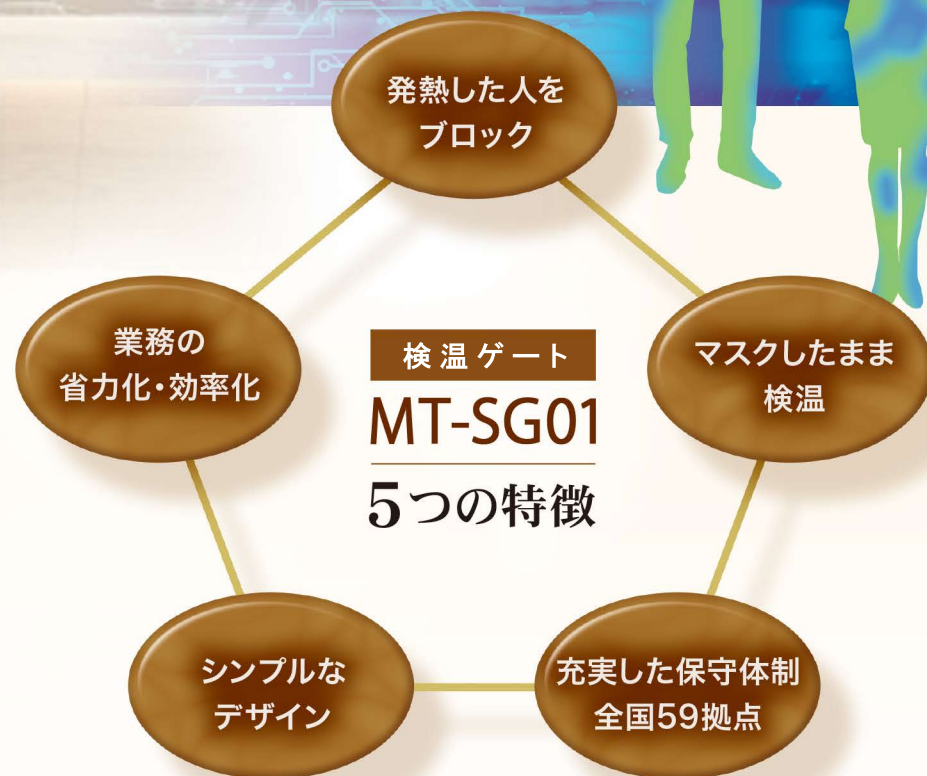 発熱した人を
ブロック
業務の
省力化・効率化
検温ゲート
MT-SG01
5つの特徴
マスクしたまま
検温
シンプルな
デザイン
充実した保守体制
全国59拠点